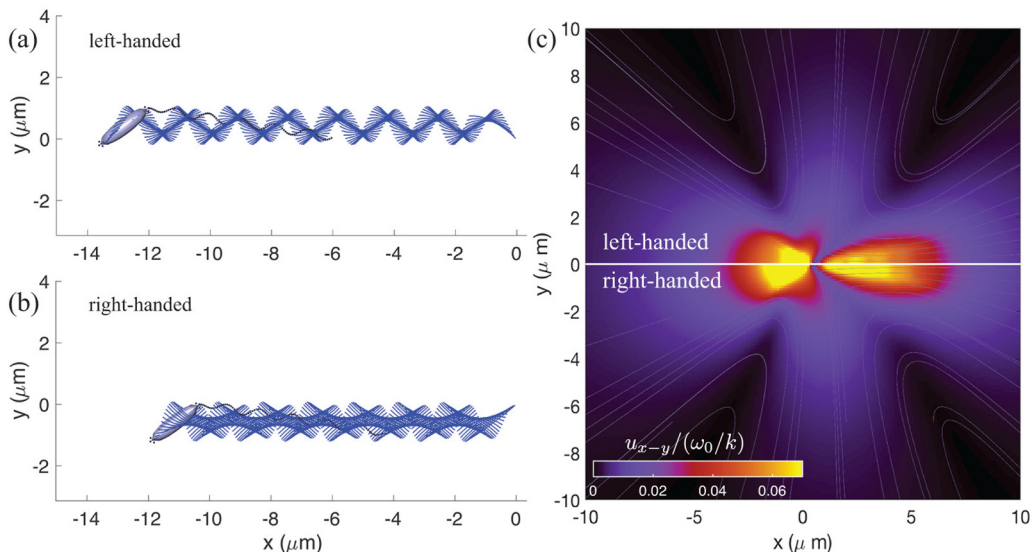 (a)
left-handed
y (μm)
4
2
0
-2
-14 -12 -10 -8 -6 -4 -2 0
(b)
right-handed
y (μm)
4
2
0
-2
-14 -12 -10 -8 -6 -4 -2 0
x (μm)
(c)
y (μ m)
10
8
6
4
2
0
-2
-4
-6
-8
-10
left-handed
right-handed
u_{x-y}/(ω_0/k)
0 0.02 0.04 0.06
-5 0 5 10
x (μ m)